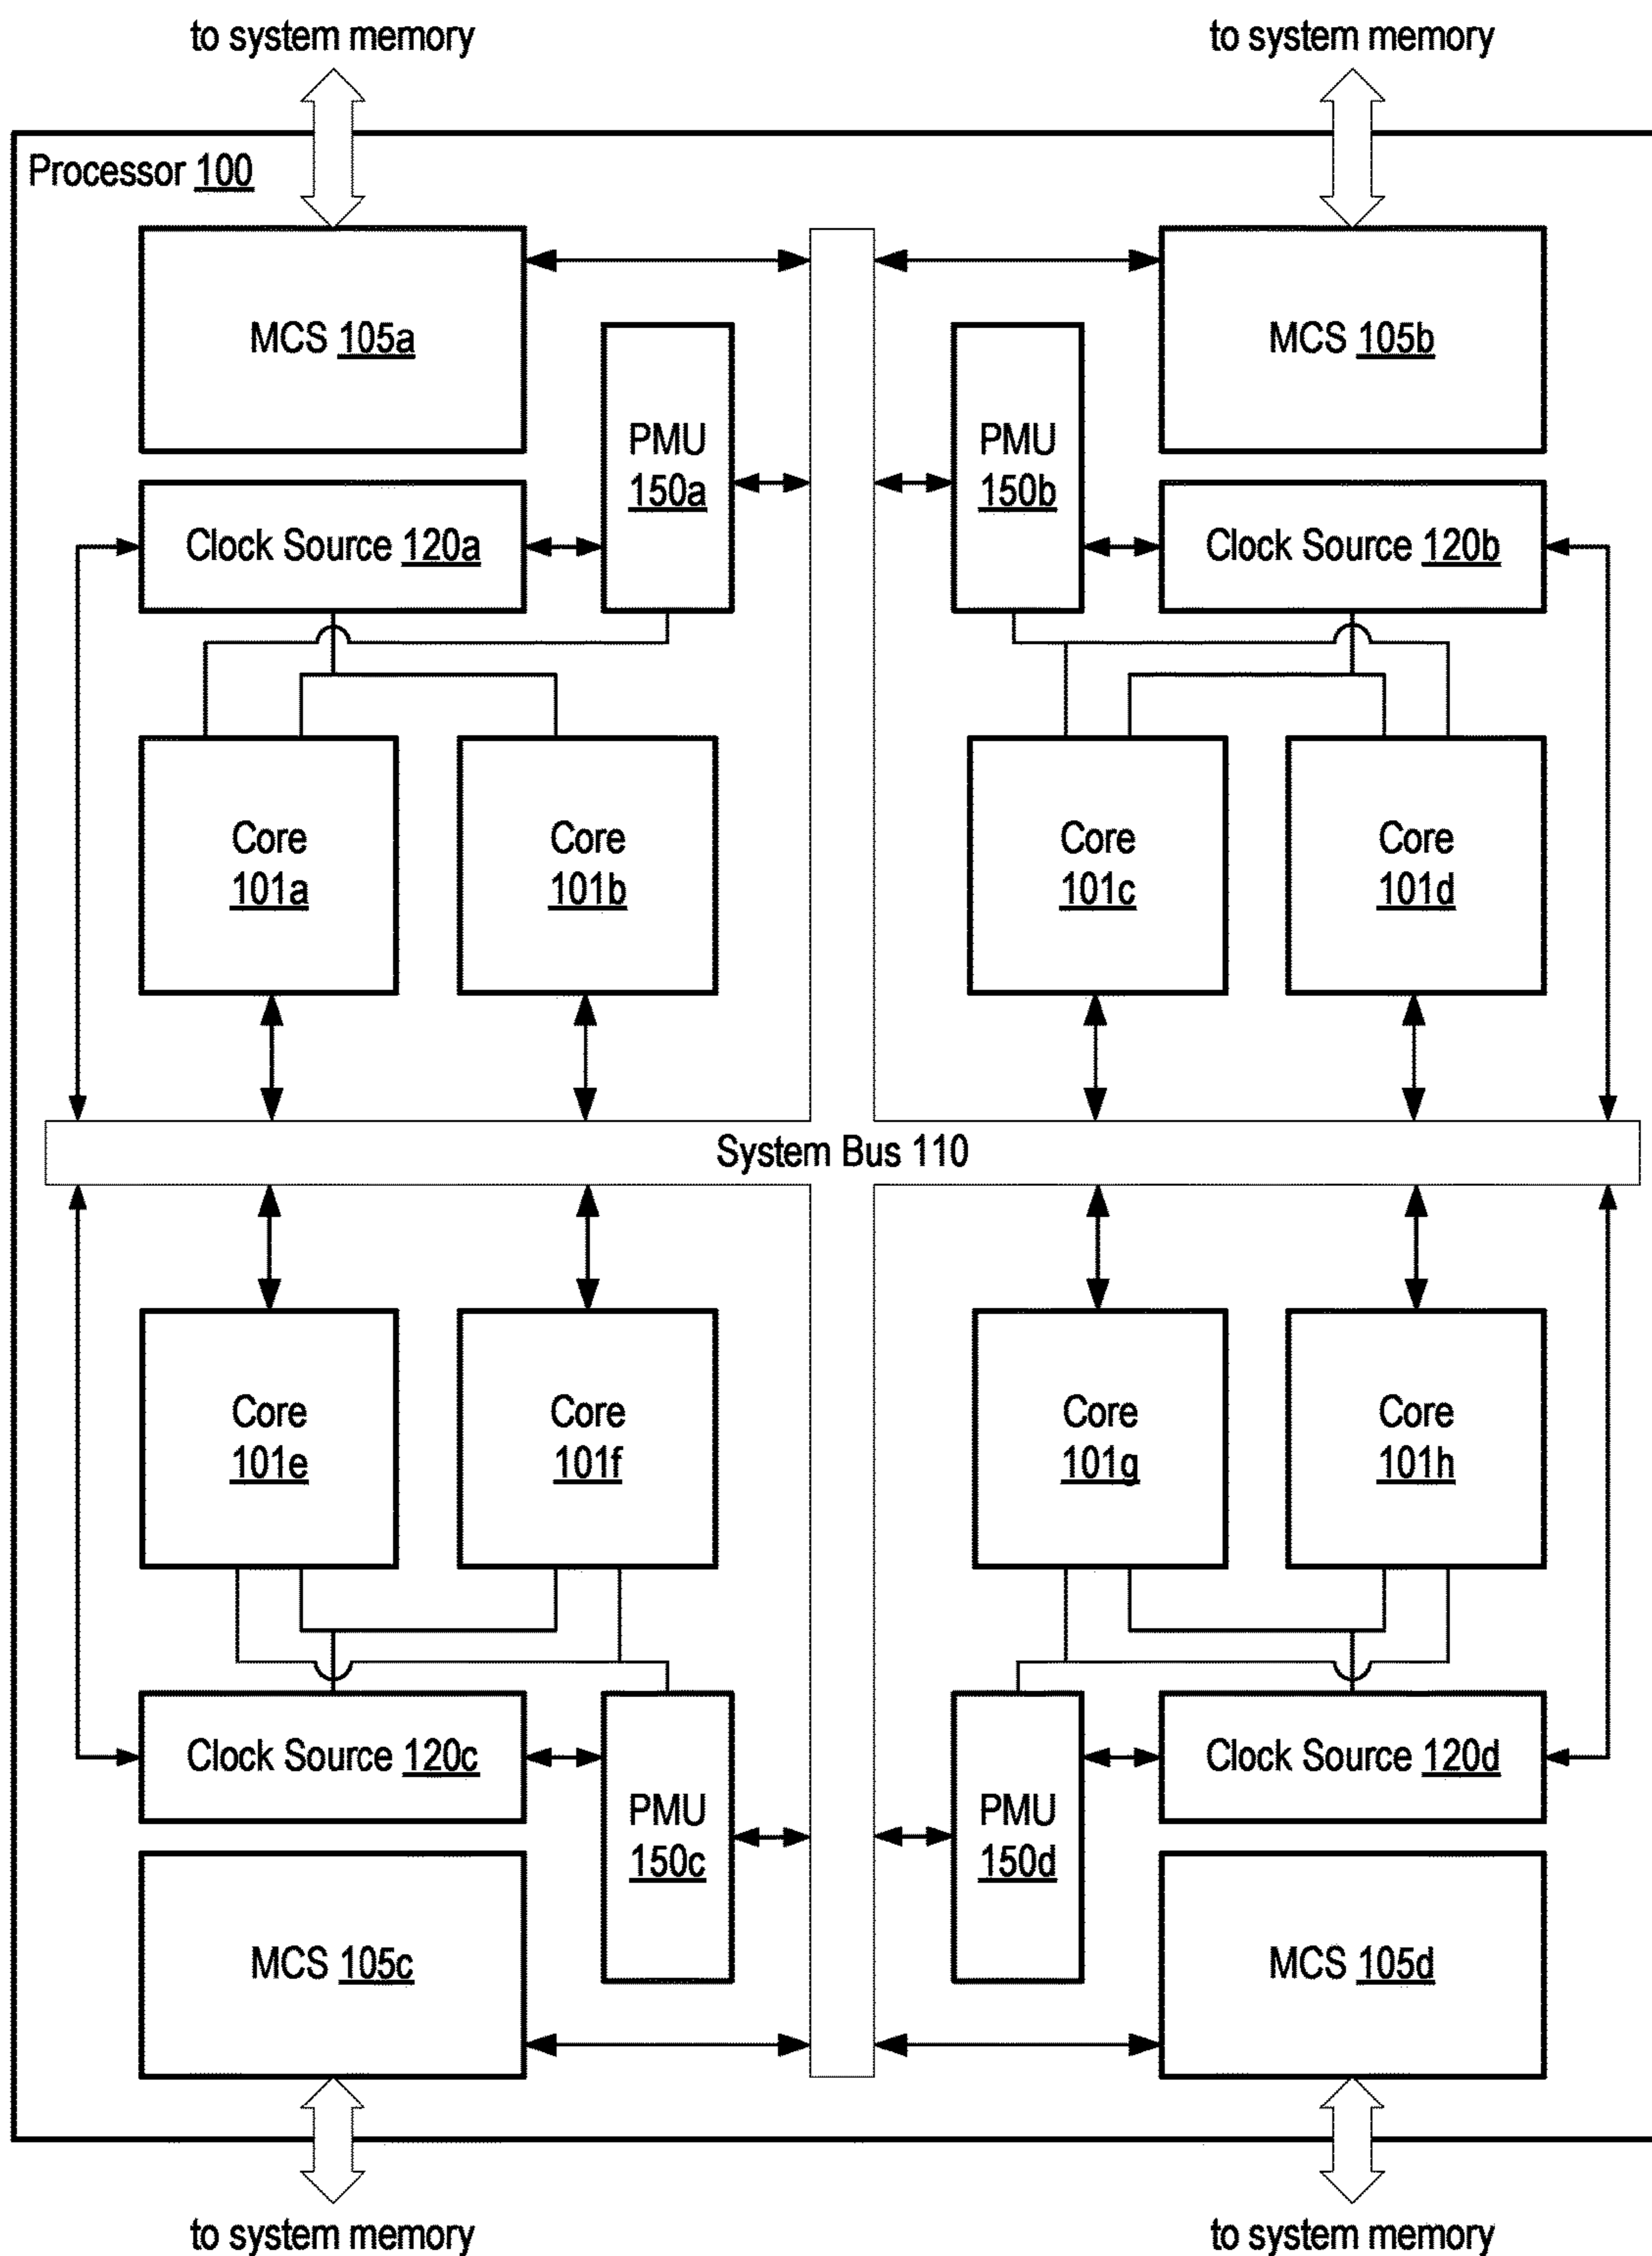 to system memory
to system memory
Processor 100
MCS 105a
MCS 105b
PMU
150a
PMU
150b
Clock Source 120a
Clock Source 120b
Core
101a
Core
101b
Core
101c
Core
101d
System Bus 110
Core
101e
Core
101f
Core
101g
Core
101h
Clock Source 120c
Clock Source 120d
PMU
150c
PMU
150d
MCS 105c
MCS 105d
to system memory
to system memory